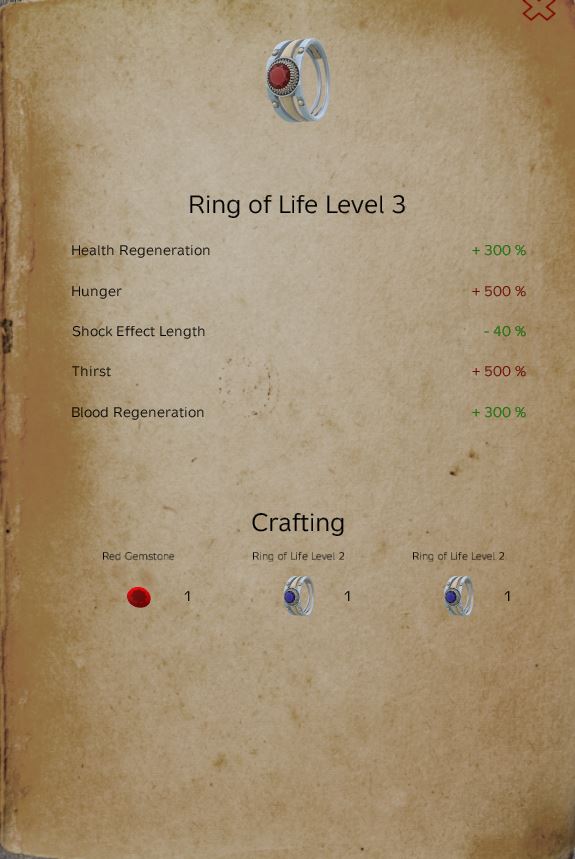 Ring of Life Level 3
Health Regeneration + 300 %
Hunger + 500 %
Shock Effect Length - 40 %
Thirst + 500 %
Blood Regeneration + 300 %
Crafting
Red Gemstone Ring of Life Level 2 Ring of Life Level 2
1 1 1